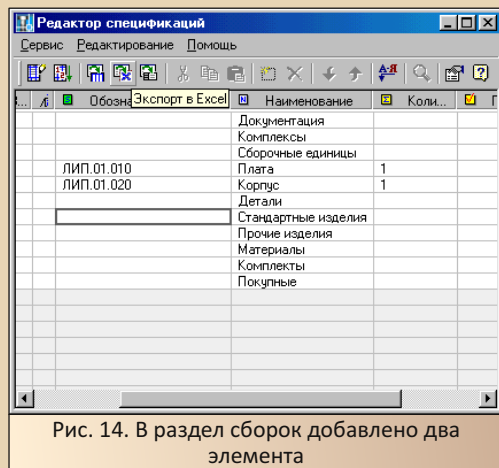 Редактор спецификаций
Сервис Редактирование Помощь
Экспорт в Excel
Наименование Коли...
Документация
Комплексы
Сборочные единицы
ЛИП.01.010 Плата 1
ЛИП.01.020 Корпус 1
Детали
Стандартные изделия
Прочие изделия
Материалы
Комплекты
Покупные
Рис. 14. В раздел сборок добавлено два
элемента